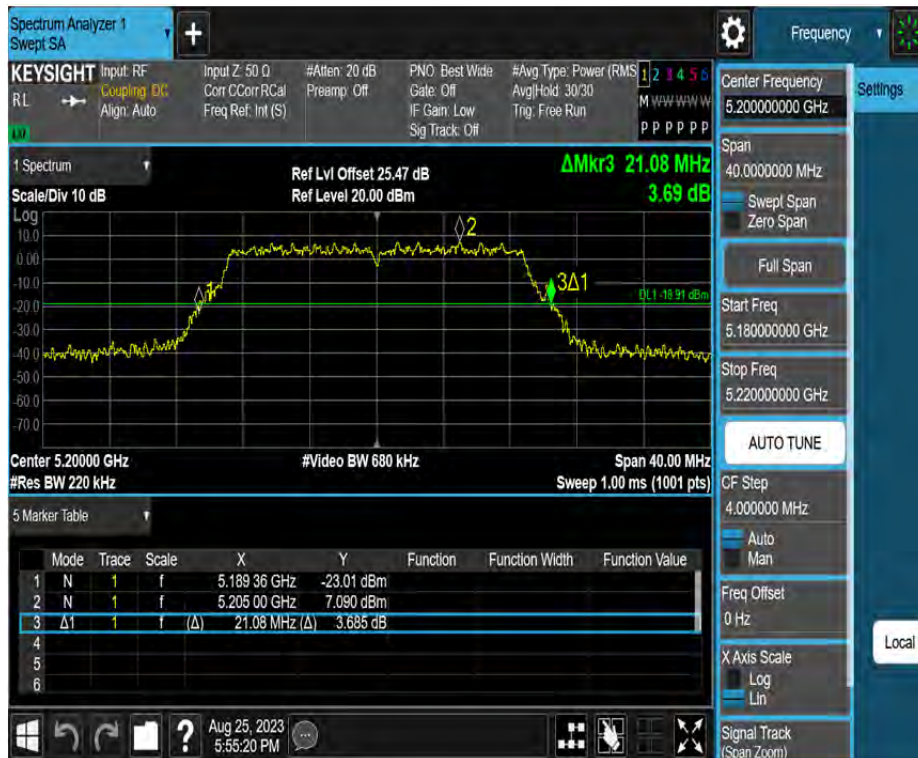 Spectrum Analyzer 1
Swept SA
Frequency
KEYSIGHT
RL
Input: RF
Coupling: DC
Align: Auto
Input Z: 50 Ω
Corr CCorr RCal
Freq Ref: Int (S)
#Atten: 20 dB
Preamp: Off
PNO: Best Wide
Gate: Off
IF Gain: Low
Sig Track: Off
#Avg Type: Power (RMS
Avg|Hold: 30/30
Trig: Free Run
1 2 3 4 5 6
M W W W W W
P P P P P P
1 Spectrum
Scale/Div 10 dB
Ref Lvl Offset 25.47 dB
Ref Level 20.00 dBm
ΔMkr3 21.08 MHz
3.69 dB
Log
10.0
0.00
-10.0
-20.0
-30.0
-40.0
-50.0
-60.0
-70.0
1
2
3Δ1
DL1 -18.91 dBm
Center 5.20000 GHz
#Video BW 680 kHz
Span 40.00 MHz
#Res BW 220 kHz
Sweep 1.00 ms (1001 pts)
5 Marker Table
Mode Trace Scale X Y Function Function Width Function Value
1 N 1 f 5.189 36 GHz -23.01 dBm
2 N 1 f 5.205 00 GHz 7.090 dBm
3 Δ1 1 f (Δ) 21.08 MHz (Δ) 3.685 dB
4
5
6
Aug 25, 2023
5:55:20 PM
Center Frequency
5.200000000 GHz
Span
40.0000000 MHz
Swept Span
Zero Span
Full Span
Start Freq
5.180000000 GHz
Stop Freq
5.220000000 GHz
AUTO TUNE
CF Step
4.000000 MHz
Auto
Man
Freq Offset
0 Hz
X Axis Scale
Log
Lin
Signal Track
(Span Zoom)
Settings
Local